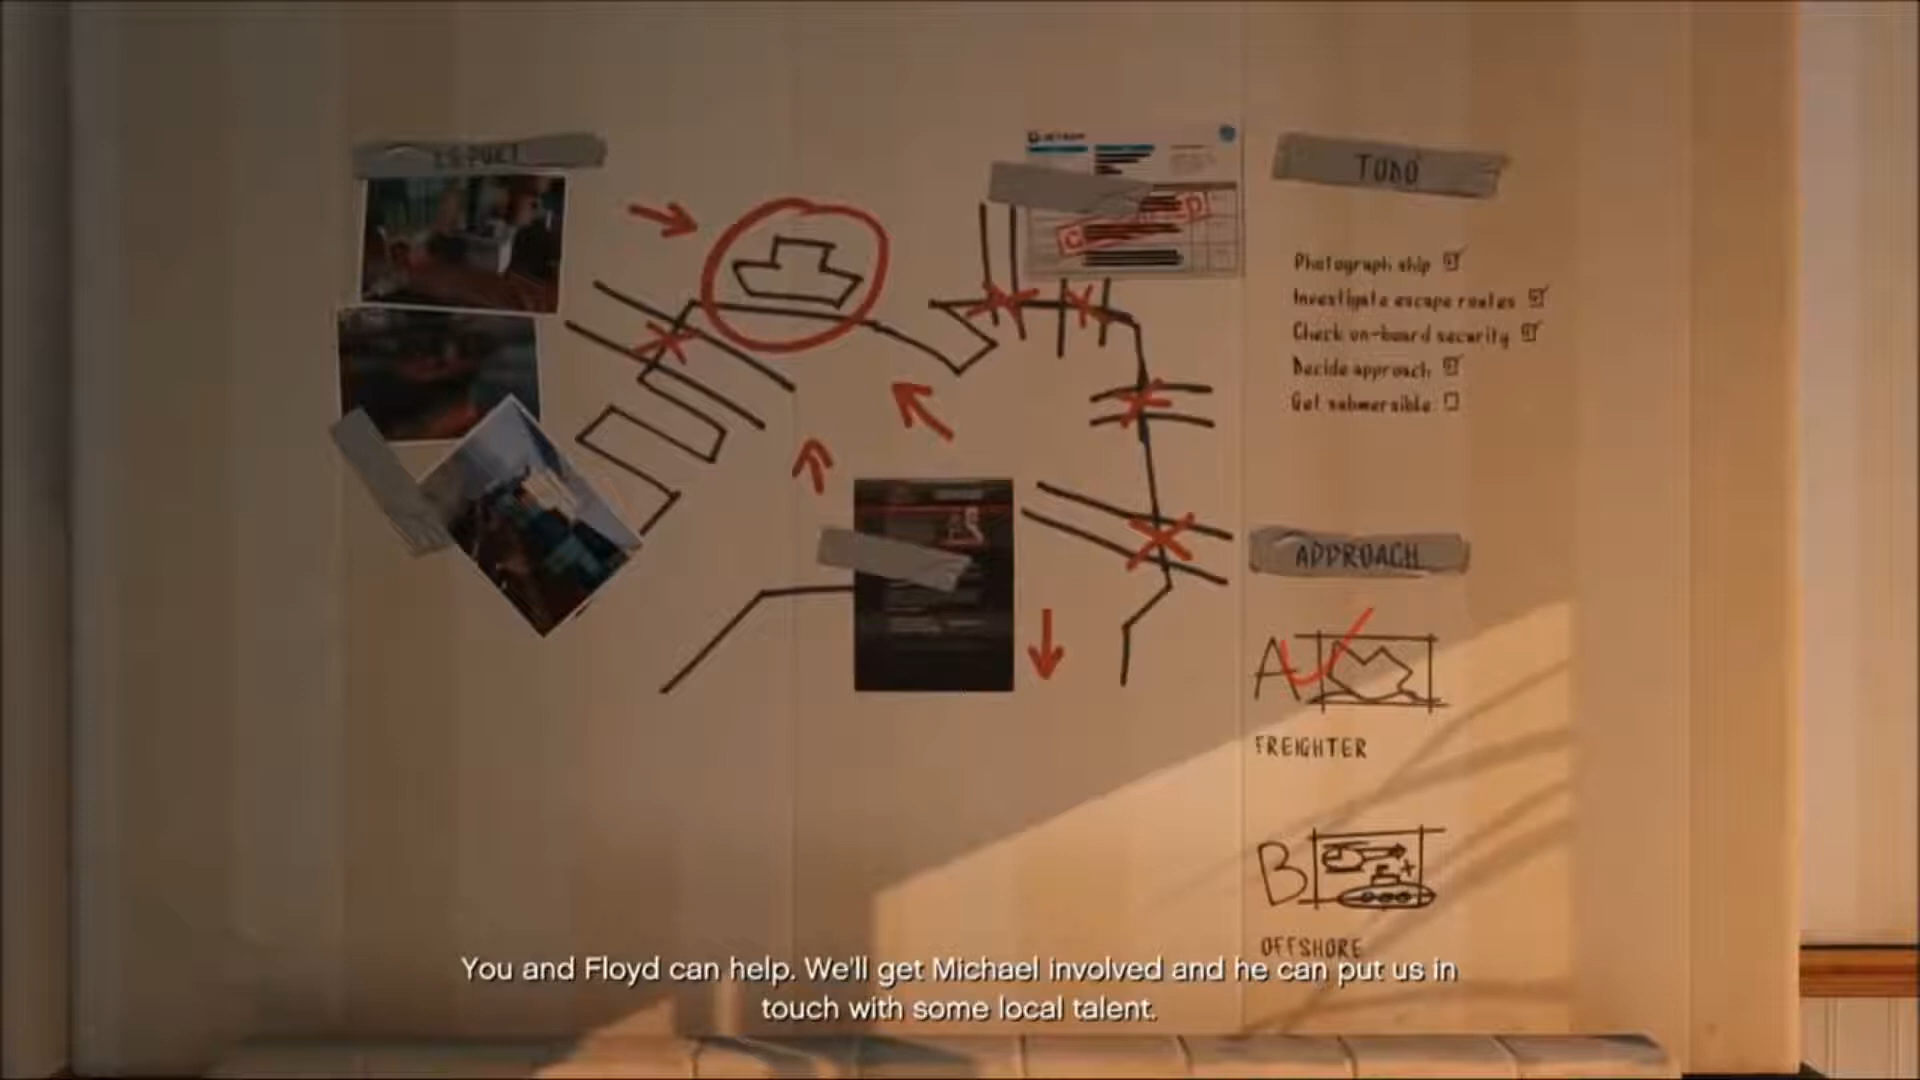 LS PORT
TODO
Photograph ship
Investigate escape routes
Check on-board security
Decide approach
Get submersible
APPROACH
A
FREIGHTER
B
OFFSHORE
You and Floyd can help. We'll get Michael involved and he can put us in
touch with some local talent.